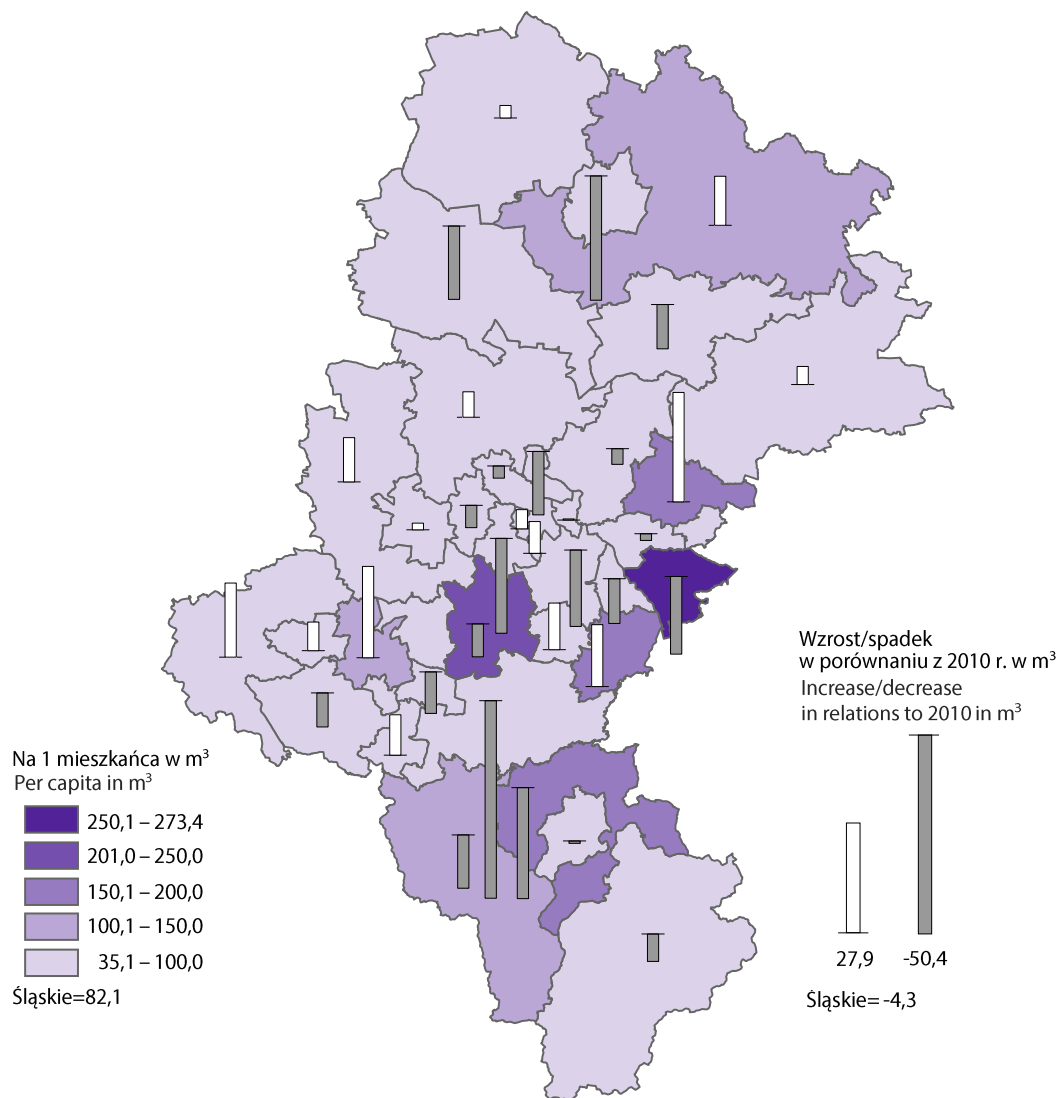 Wzrost/spadek
w porównaniu z 2010 r. w m³
Increase/decrease
in relations to 2010 in m³
27,9
-50,4
Śląskie= -4,3
Na 1 mieszkańca w m³
Per capita in m³
250,1 – 273,4
201,0 – 250,0
150,1 – 200,0
100,1 – 150,0
35,1 – 100,0
Śląskie=82,1